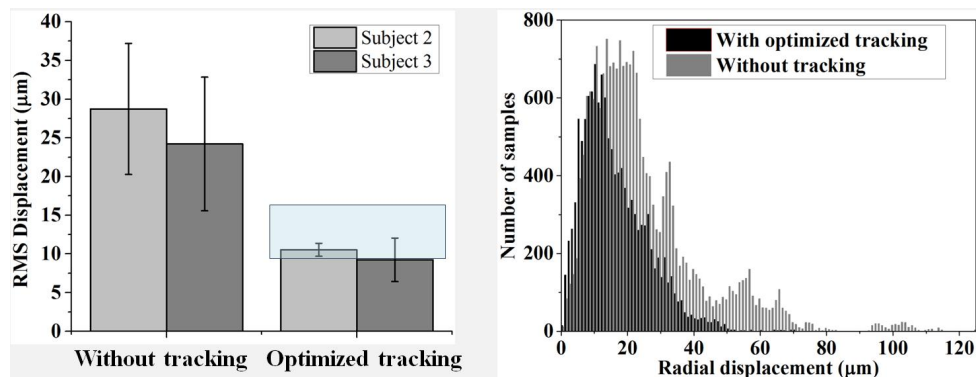 40
35
30
25
20
15
10
5
0
RMS Displacement (μm)
Subject 2
Subject 3
Without tracking
Optimized tracking
800
600
400
200
0
Number of samples
With optimized tracking
Without tracking
0 20 40 60 80 100 120
Radial displacement (μm)